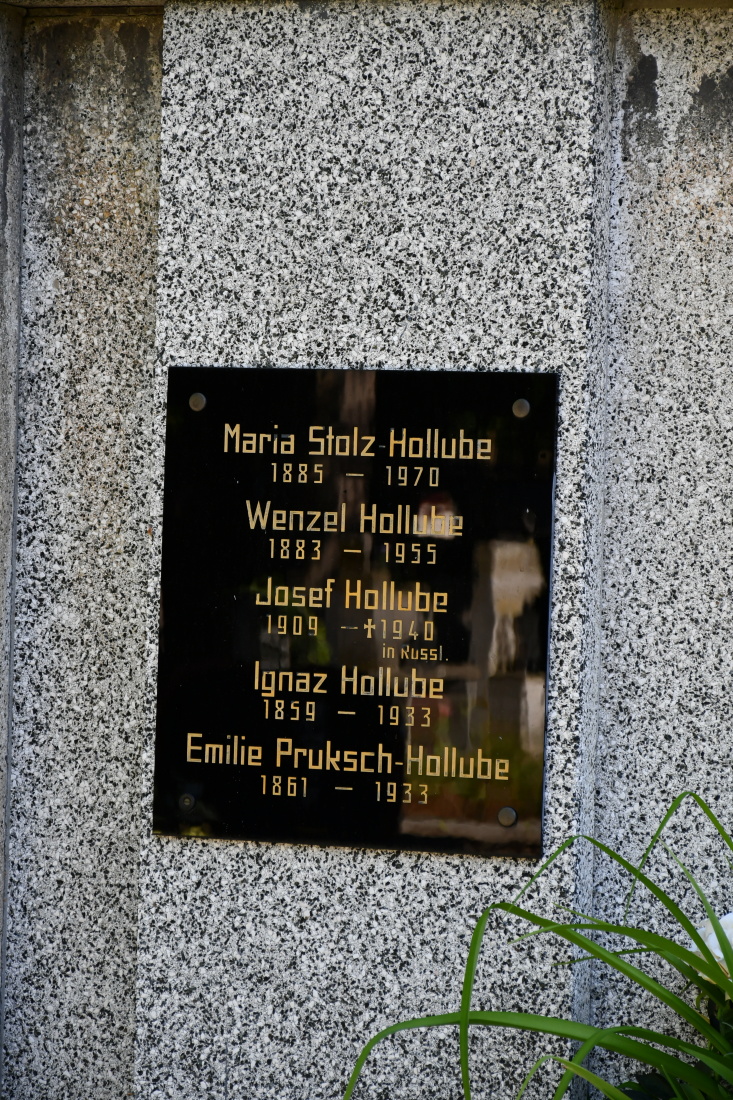 Maria Stolz-Hollube
1885 — 1970
Wenzel Hollube
1883 — 1955
Josef Hollube
1909 — ✝1940
in Russl.
Ignaz Hollube
1859 — 1933
Emilie Pruksch-Hollube
1861 — 1933